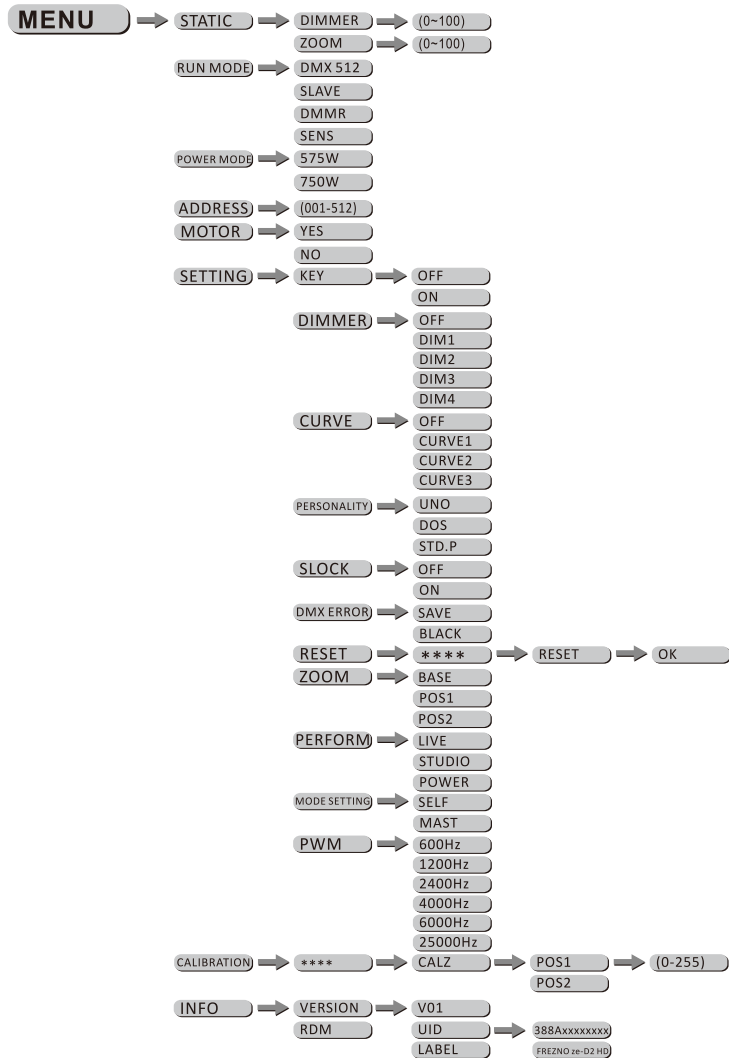 MENU STATIC DIMMER (0~100)
ZOOM (0~100)
RUN MODE DMX 512
SLAVE
DMMR
SENS
POWER MODE 575W
750W
ADDRESS (001-512)
MOTOR YES
NO
SETTING KEY OFF
ON
DIMMER OFF
DIM1
DIM2
DIM3
DIM4
CURVE OFF
CURVE1
CURVE2
CURVE3
PERSONALITY UNO
DOS
STD.P
SLOCK OFF
ON
DMX ERROR SAVE
BLACK
RESET **** RESET OK
ZOOM BASE
POS1
POS2
PERFORM LIVE
STUDIO
POWER
MODE SETTING SELF
MAST
PWM 600Hz
1200Hz
2400Hz
4000Hz
6000Hz
25000Hz
CALIBRATION **** CALZ POS1 (0-255)
POS2
INFO VERSION V01
RDM UID 388Axxxxxxxx
LABEL FREZNO ze-D2 HD